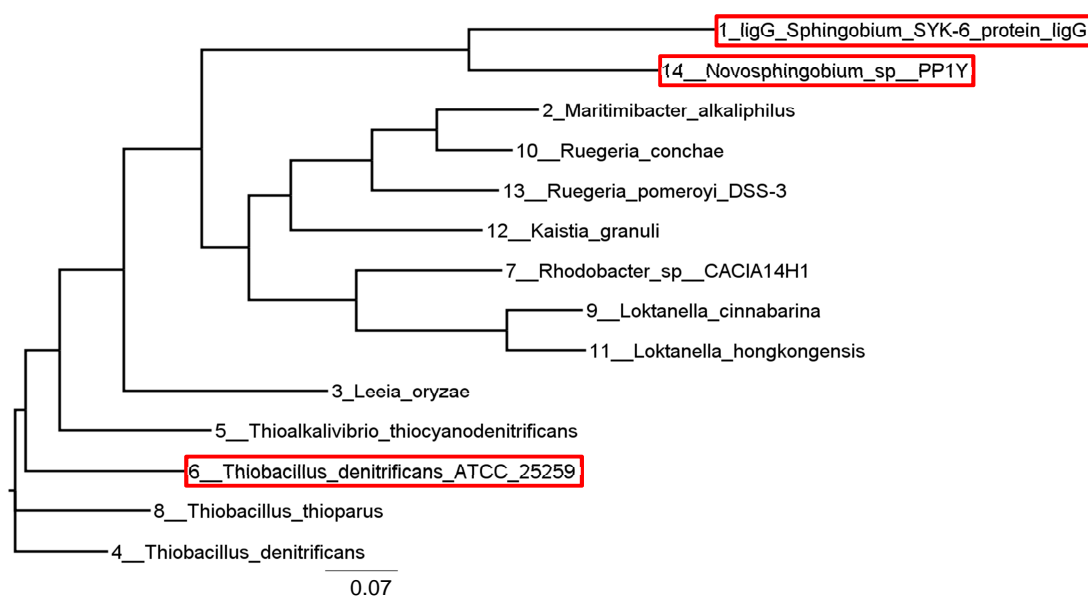 1_ligG_Sphingobium_SYK-6_protein_ligG
14__Novosphingobium_sp__PP1Y
2_Maritimibacter_alkaliphilus
10__Ruegeria_conchae
13__Ruegeria_pomeroyi_DSS-3
12__Kaistia_granuli
7__Rhodobacter_sp__CACIA14H1
9__Loktanella_cinnabarina
11__Loktanella_hongkongensis
3_Leeia_oryzae
5__Thioalkalivibrio_thiocyanodenitrificans
6__Thiobacillus_denitrificans_ATCC_25259
8__Thiobacillus_thioparus
4__Thiobacillus_denitrificans
0.07